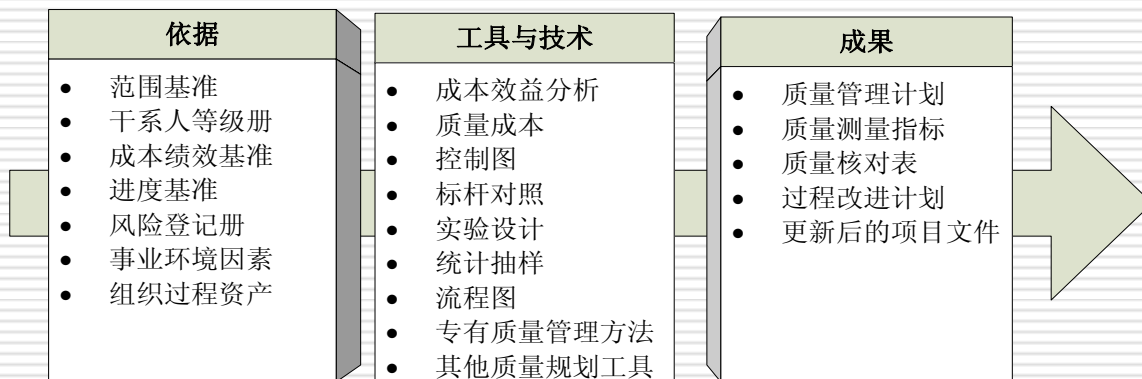 依据
● 范围基准
● 干系人等级册
● 成本绩效基准
● 进度基准
● 风险登记册
● 事业环境因素
● 组织过程资产
工具与技术
● 成本效益分析
● 质量成本
● 控制图
● 标杆对照
● 实验设计
● 统计抽样
● 流程图
● 专有质量管理方法
● 其他质量规划工具
成果
● 质量管理计划
● 质量测量指标
● 质量核对表
● 过程改进计划
● 更新后的项目文件